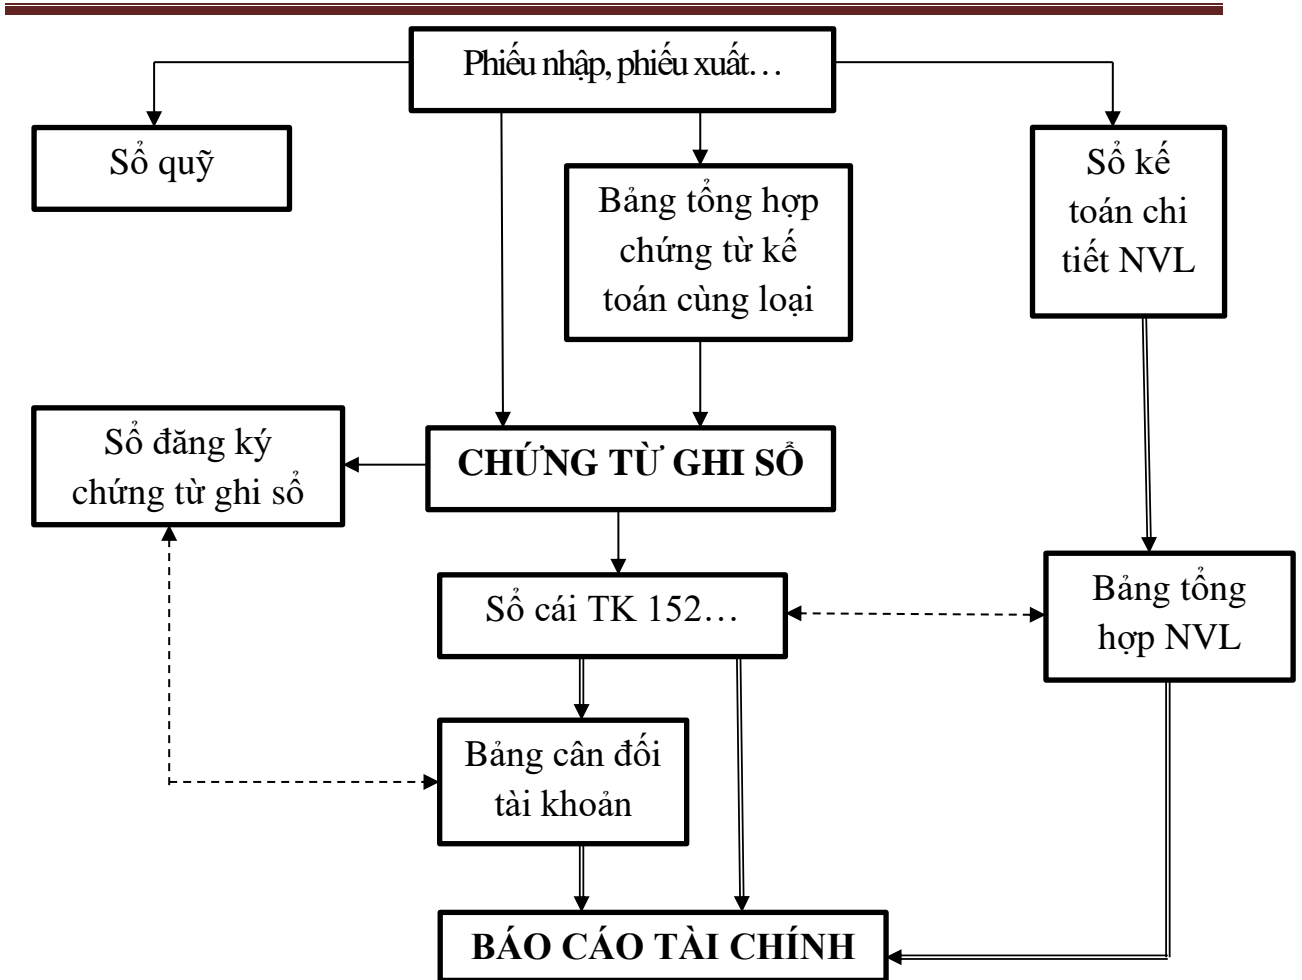 Phiếu nhập, phiếu xuất…
Sổ quỹ
Bảng tổng hợp
chứng từ kế
toán cùng loại
Sổ kế
toán chi
tiết NVL
Sổ đăng ký
chứng từ ghi sổ
CHỨNG TỪ GHI SỔ
Sổ cái TK 152…
Bảng tổng
hợp NVL
Bảng cân đối
tài khoản
BÁO CÁO TÀI CHÍNH